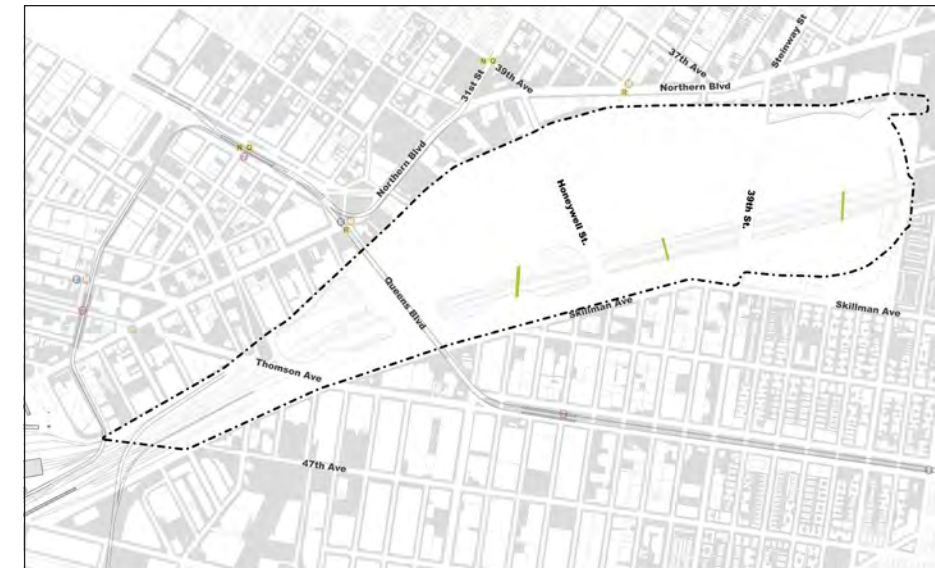 Steinway St
N Q
39th Ave
37th Ave
31st St
Northern Blvd
R
N Q
Northern Blvd
Honeywell St.
39th St.
R
Queens Blvd
Skillman Ave
Skillman Ave
Thomson Ave
47th Ave